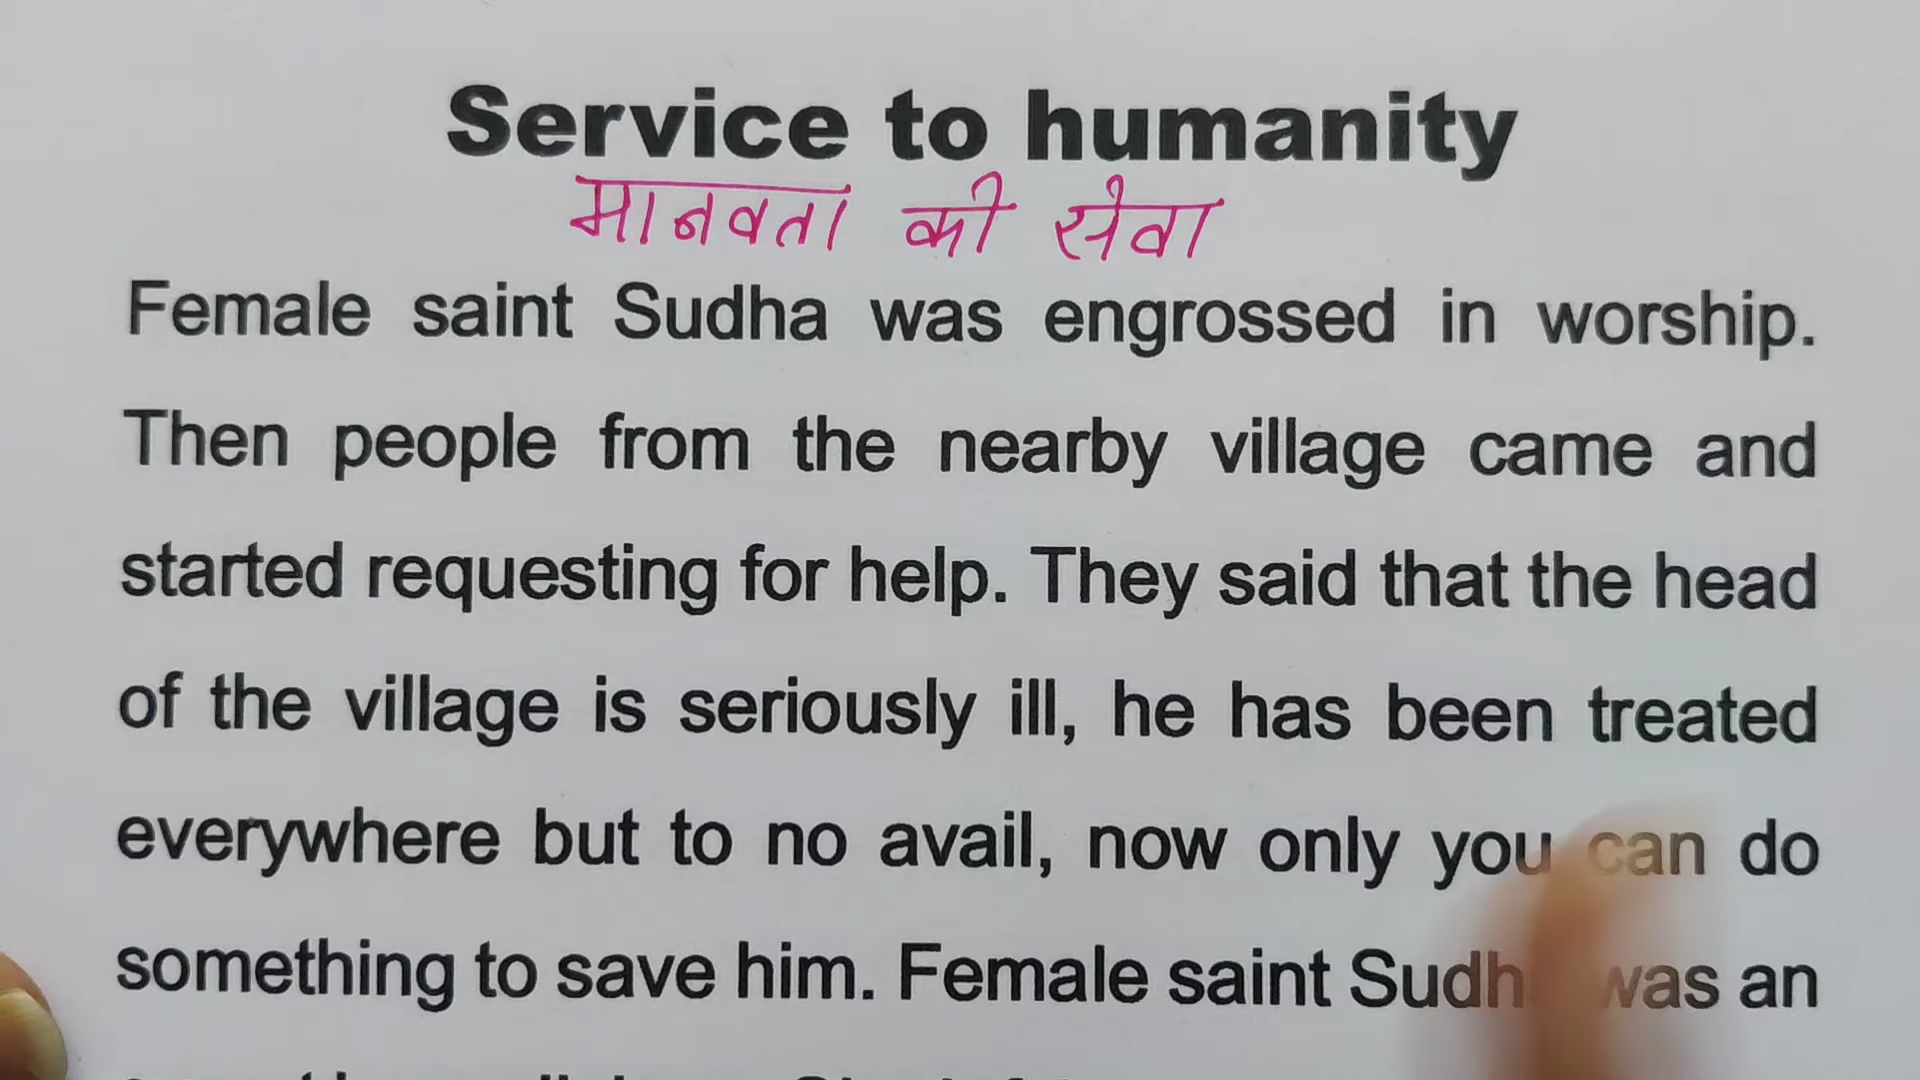 Service to humanity
मानवता की सेवा
Female saint Sudha was engrossed in worship.
Then people from the nearby village came and
started requesting for help. They said that the head
of the village is seriously ill, he has been treated
everywhere but to no avail, now only you can do
something to save him. Female saint Sudha was an